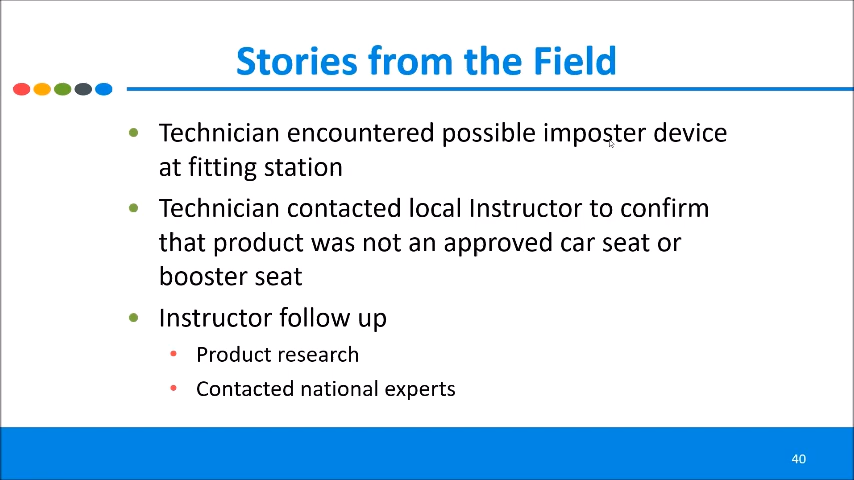 Stories from the Field
• Technician encountered possible imposter device
at fitting station
• Technician contacted local Instructor to confirm
that product was not an approved car seat or
booster seat
• Instructor follow up
• Product research
• Contacted national experts
40